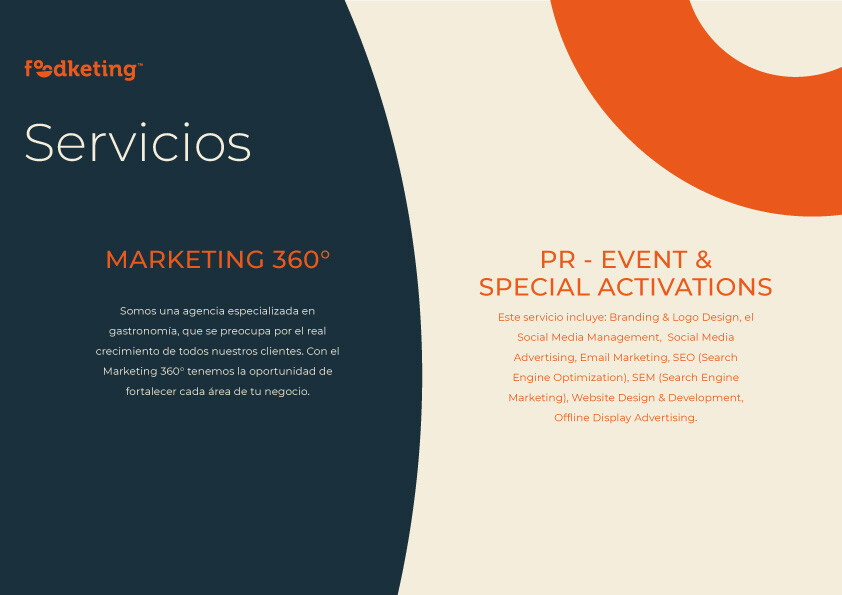 foodketing™
Servicios
MARKETING 360°
Somos una agencia especializada en
gastronomía, que se preocupa por el real
crecimiento de todos nuestros clientes. Con el
Marketing 360° tenemos la oportunidad de
fortalecer cada área de tu negocio.
PR - EVENT &
SPECIAL ACTIVATIONS
Este servicio incluye: Branding & Logo Design, el
Social Media Management, Social Media
Advertising, Email Marketing, SEO (Search
Engine Optimization), SEM (Search Engine
Marketing), Website Design & Development,
Offline Display Advertising.